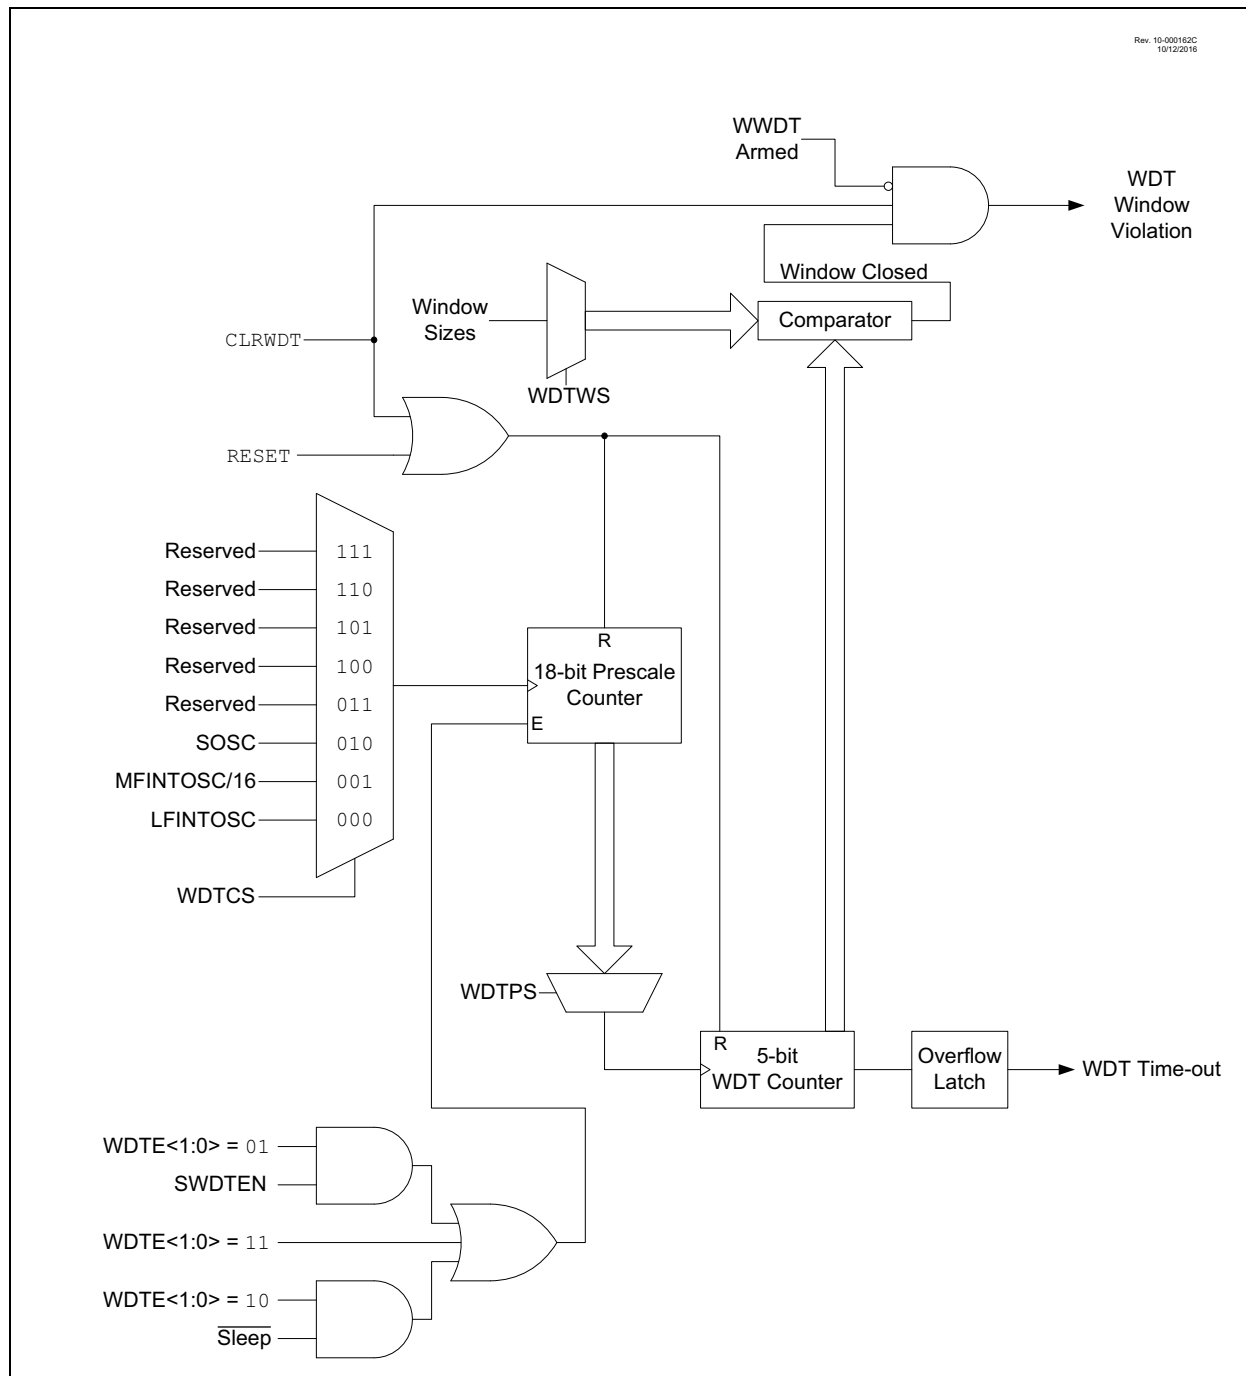 Rev. 10-000162C
10/12/2016
WWDT
Armed
WDT
Window
Violation
Window Closed
Window
Sizes
Comparator
CLRWDT
WDTWS
RESET
Reserved 111
Reserved 110
Reserved 101
Reserved 100
Reserved 011
SOSC 010
MFINTOSC/16 001
LFINTOSC 000
WDTCS
R
18-bit Prescale
Counter
E
WDTPS
R
5-bit
WDT Counter
Overflow
Latch
WDT Time-out
WDTE<1:0> = 01
SWDTEN
WDTE<1:0> = 11
WDTE<1:0> = 10
Sleep